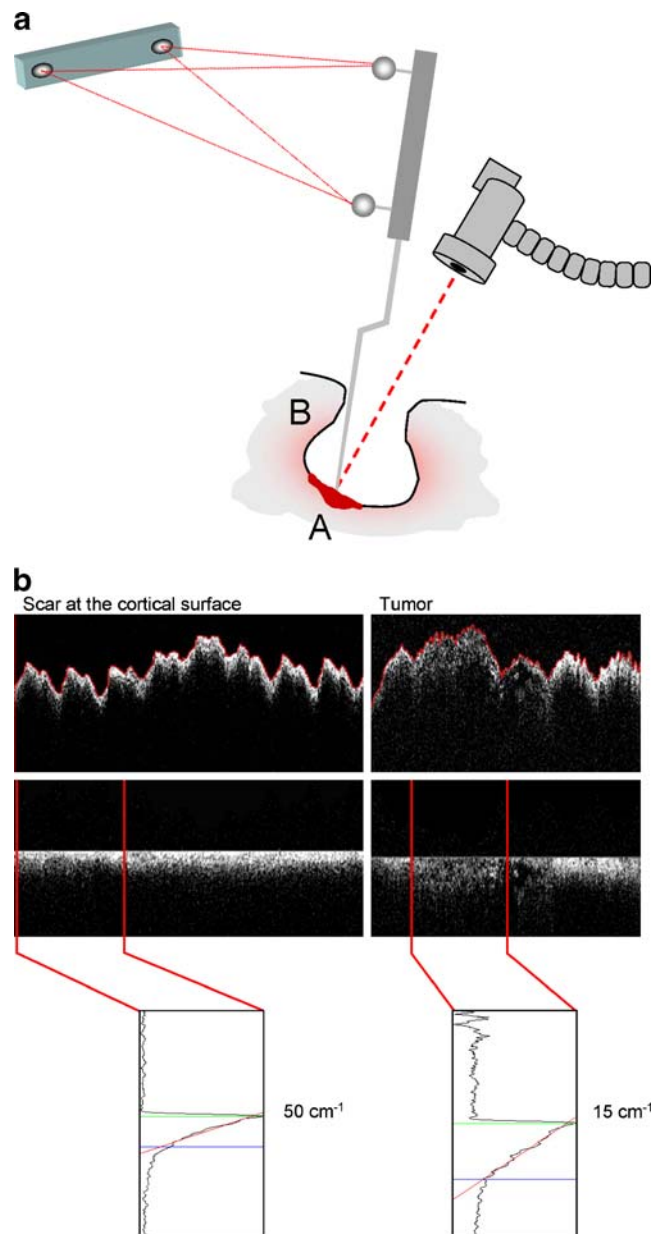 a
B
A
b
Scar at the cortical surface
Tumor
50 cm⁻¹
15 cm⁻¹